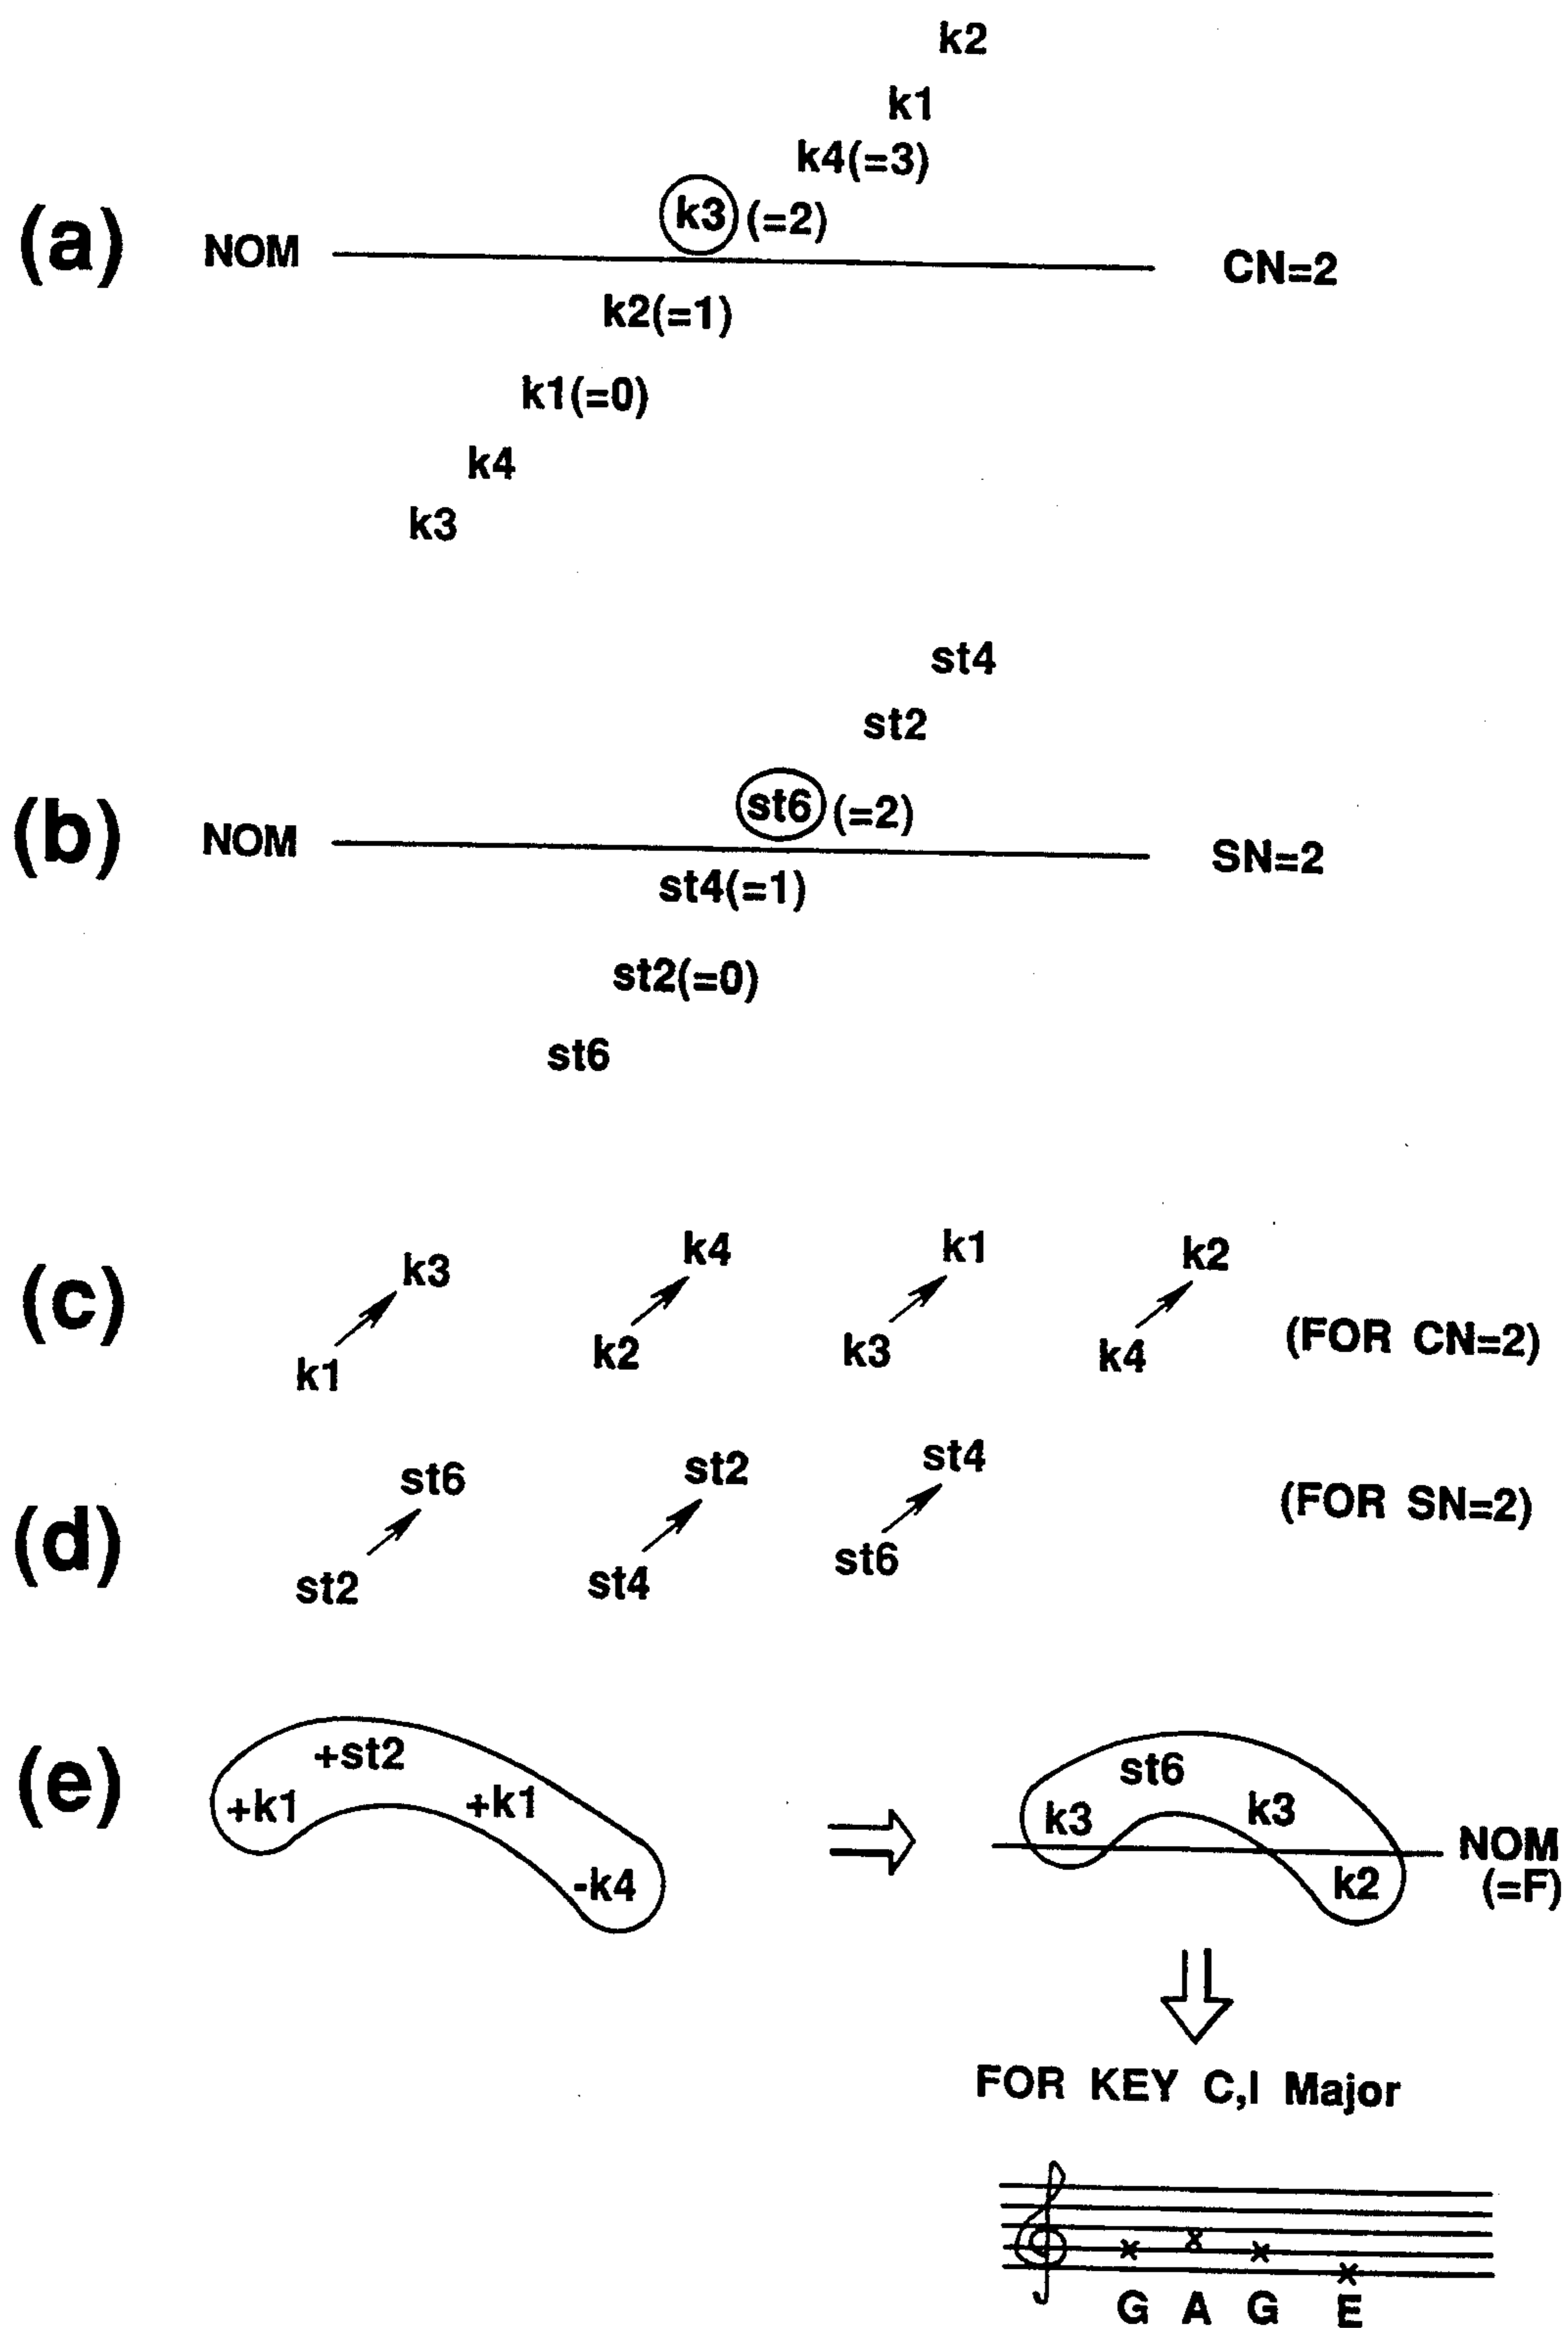 k2
k1
k4(=3)
k3 (=2)
(a) NOM CN=2
k2(=1)
k1(=0)
k4
k3
st4
st2
st6 (=2)
(b) NOM SN=2
st4(=1)
st2(=0)
st6
(c) k3 k4 k1 k2
k1 k2 k3 k4 (FOR CN=2)
(d) st6 st2 st4 (FOR SN=2)
st2 st4 st6
(e) +st2 st6
+k1 +k1 k3 k3 NOM
-k4 k2 (=F)
FOR KEY C,I Major
G A G E